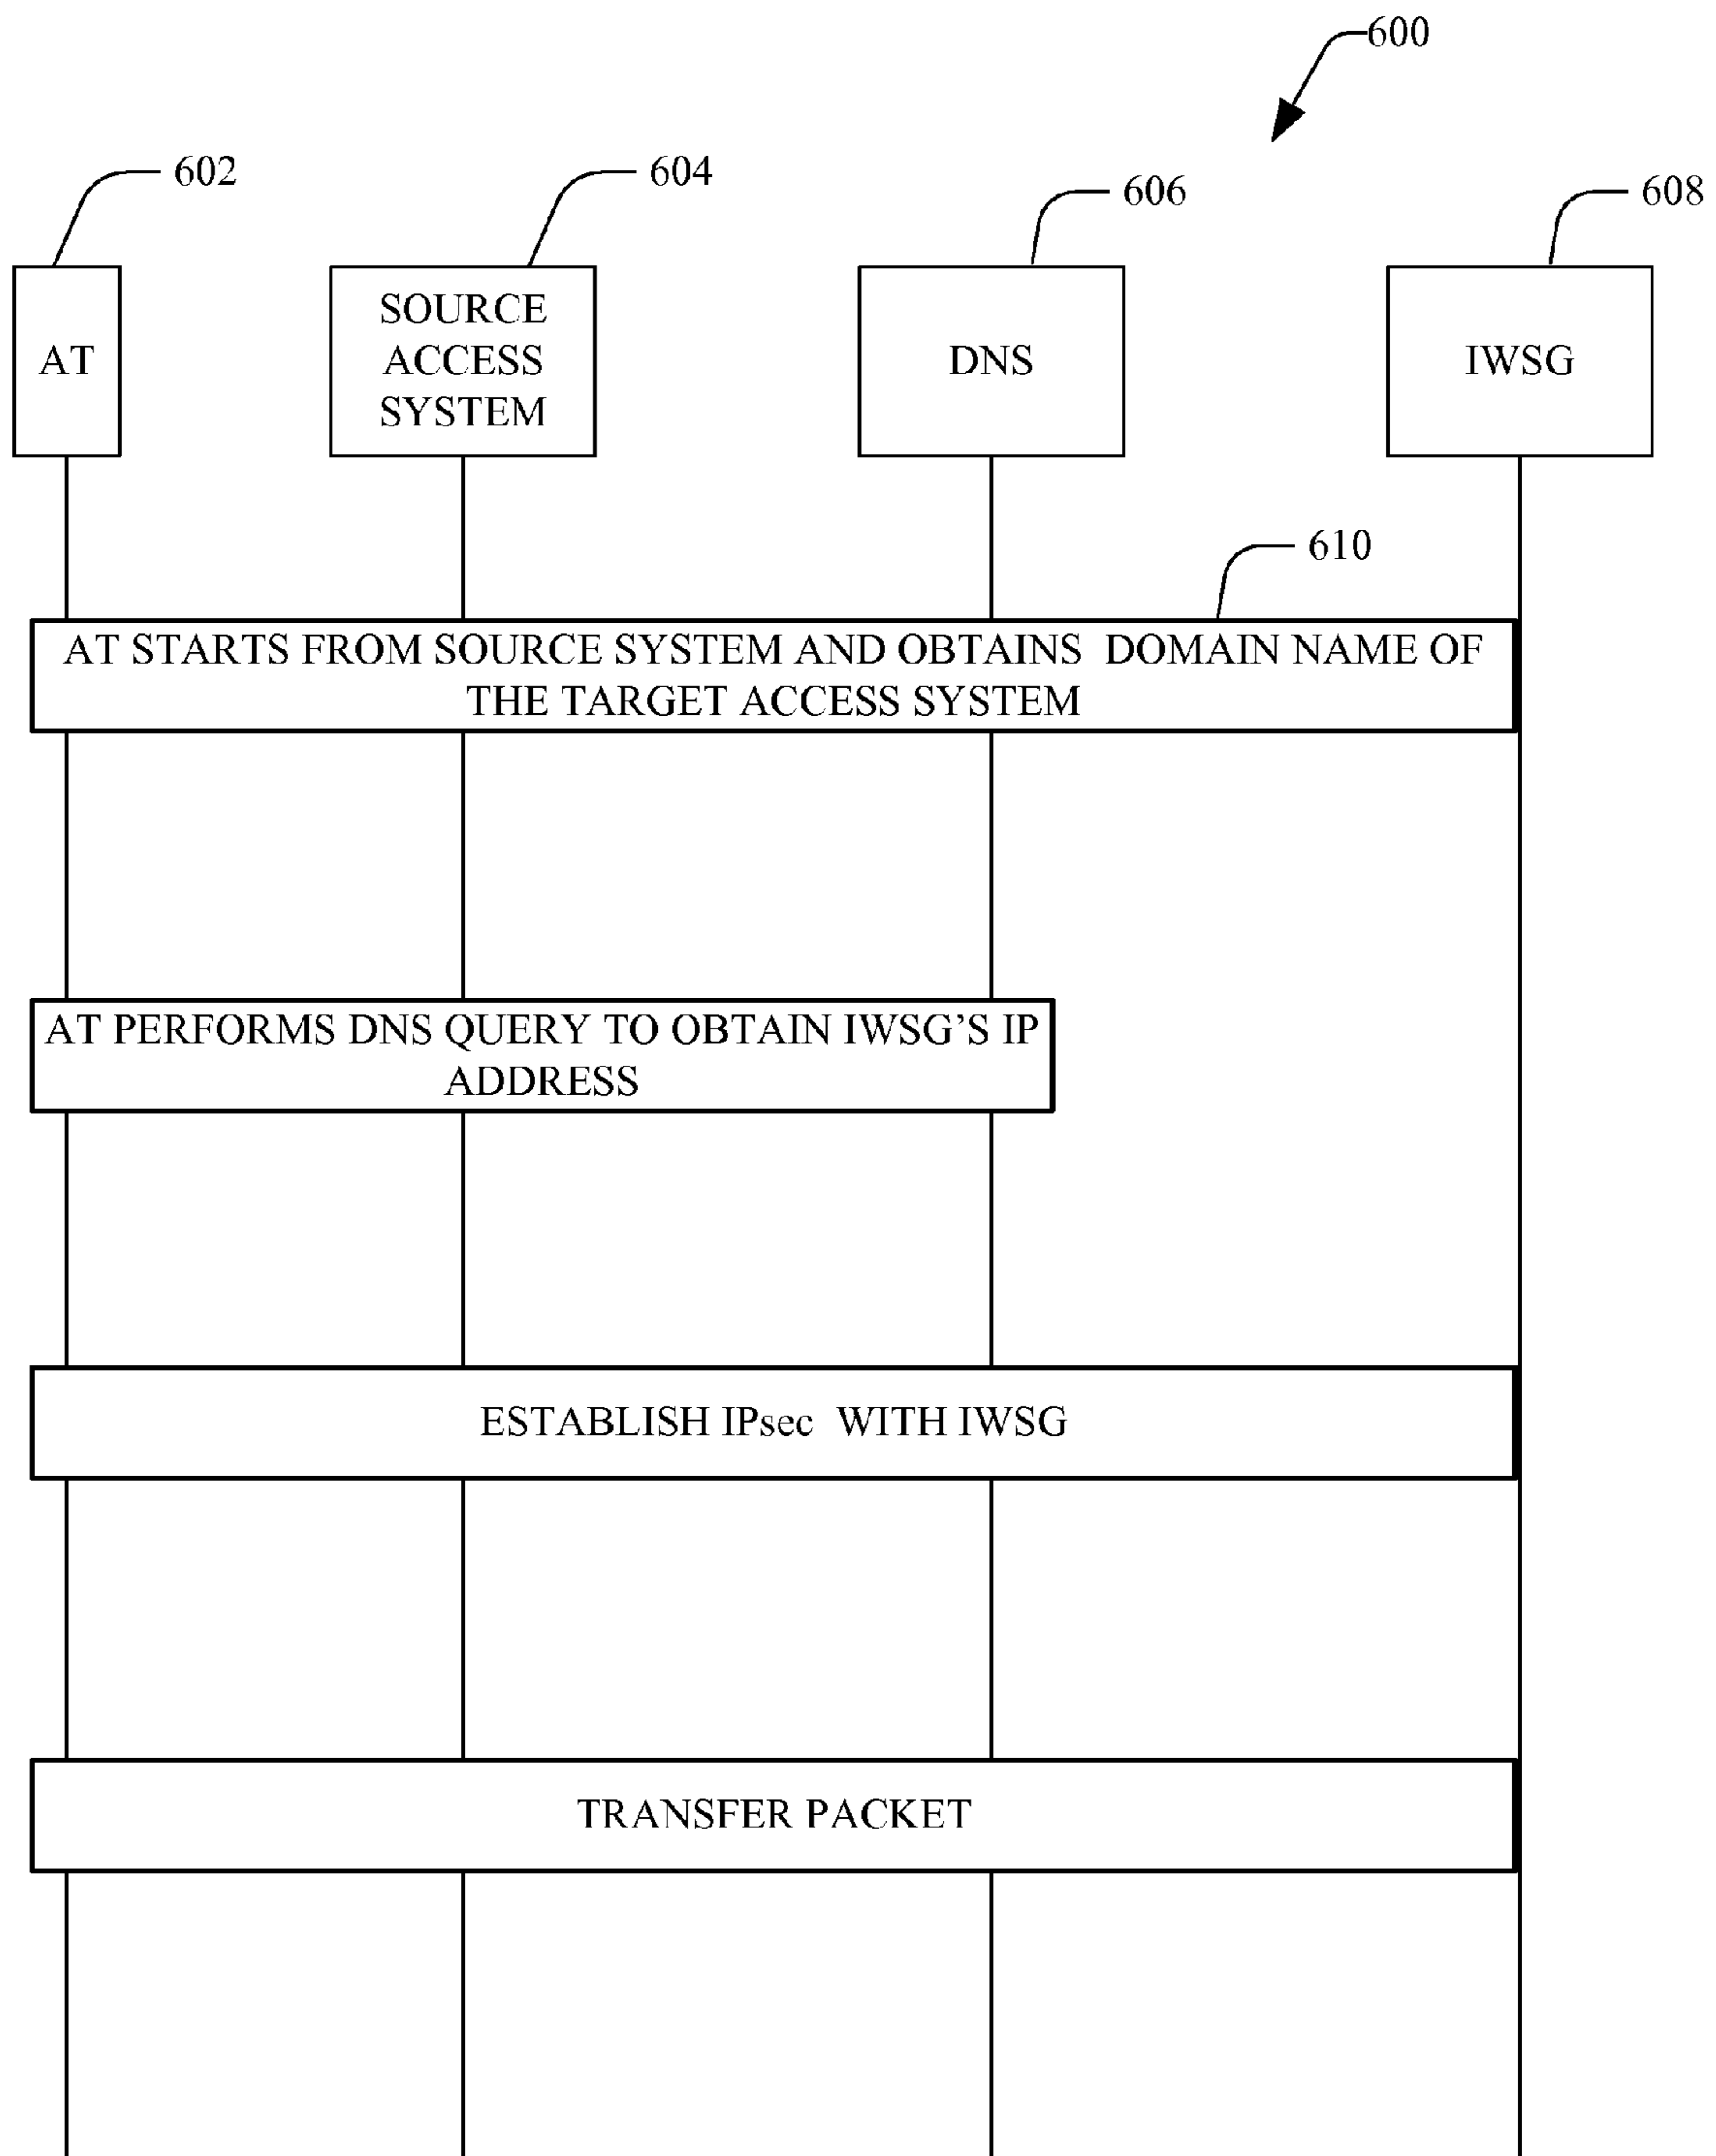 600
602
604
606
608
AT
SOURCE
ACCESS
SYSTEM
DNS
IWSG
610
AT STARTS FROM SOURCE SYSTEM AND OBTAINS DOMAIN NAME OF
THE TARGET ACCESS SYSTEM
AT PERFORMS DNS QUERY TO OBTAIN IWSG'S IP
ADDRESS
ESTABLISH IPsec WITH IWSG
TRANSFER PACKET